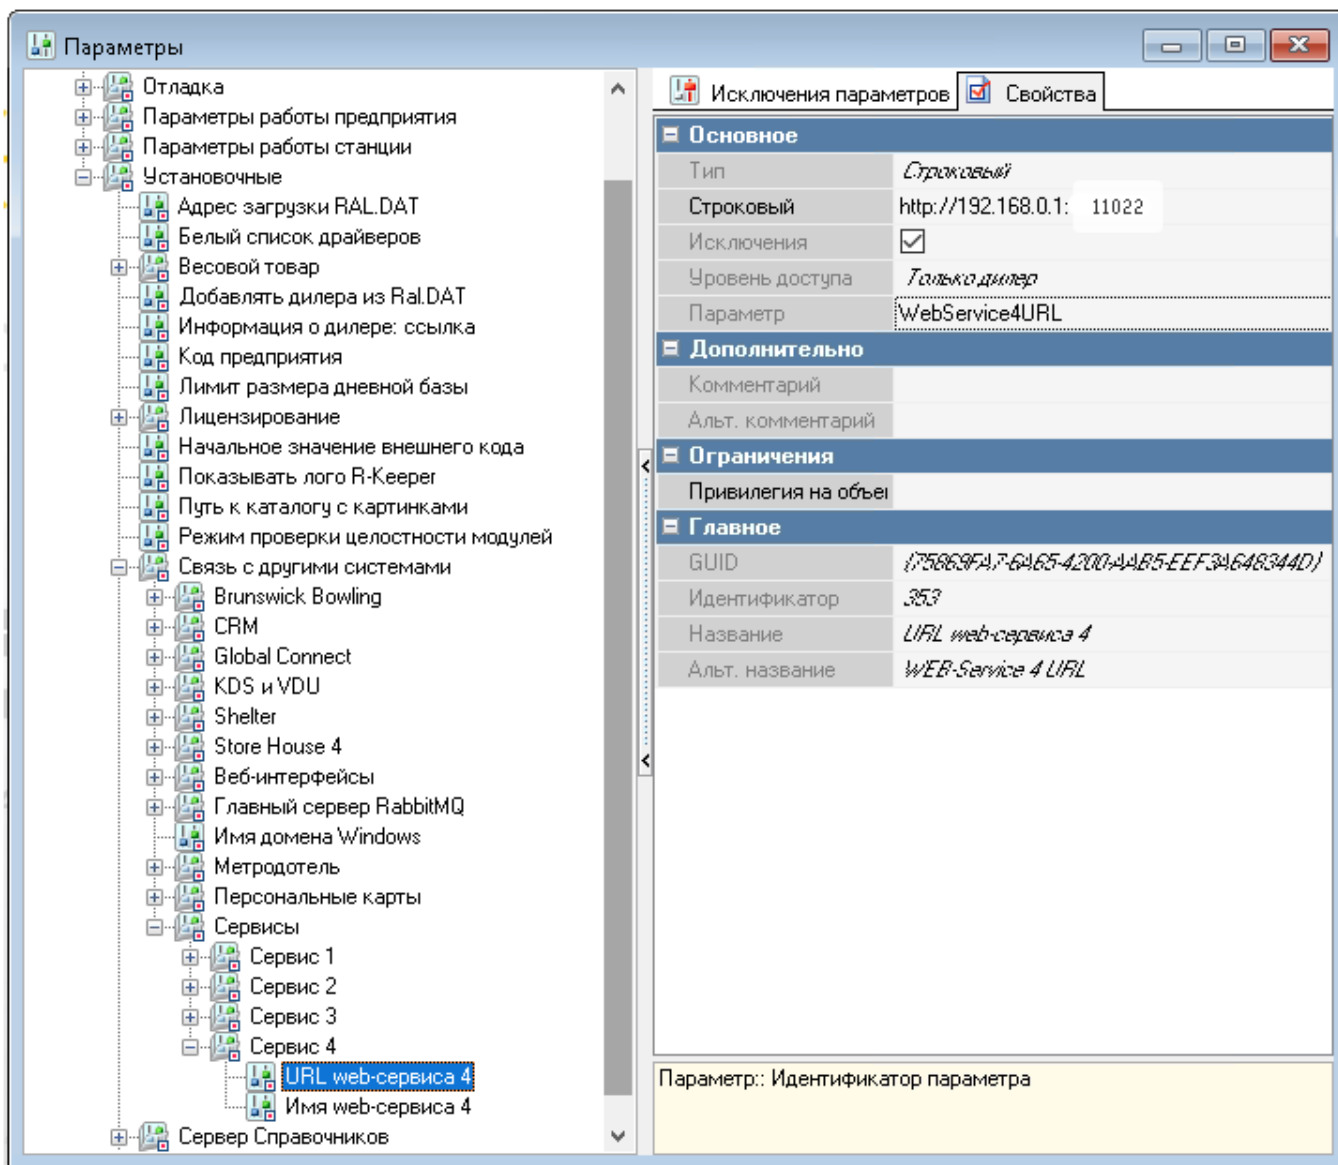 Параметры
Отладка
Параметры работы предприятия
Параметры работы станции
Установочные
Адрес загрузки RAL.DAT
Белый список драйверов
Весовой товар
Добавлять дилера из Ral.DAT
Информация о дилере: ссылка
Код предприятия
Лимит размера дневной базы
Лицензирование
Начальное значение внешнего кода
Показывать лого R-Keeper
Путь к каталогу с картинками
Режим проверки целостности модулей
Связь с другими системами
Brunswick Bowling
CRM
Global Connect
KDS и VDU
Shelter
Store House 4
Веб-интерфейсы
Главный сервер RabbitMQ
Имя домена Windows
Метродотель
Персональные карты
Сервисы
Сервис 1
Сервис 2
Сервис 3
Сервис 4
URL web-сервиса 4
Имя web-сервиса 4
Сервер Справочников
Исключения параметров Свойства
Основное
Тип Строковый
Строковый http://192.168.0.1: 11022
Исключения
Уровень доступа Только дилер
Параметр WebService4URL
Дополнительно
Комментарий
Альт. комментарий
Ограничения
Привилегия на объе
Главное
GUID {75869FA7-6A65-4200-AAB5-EEF3A648344D}
Идентификатор 353
Название URL web-сервиса 4
Альт. название WEB-Service 4 URL
Параметр:: Идентификатор параметра